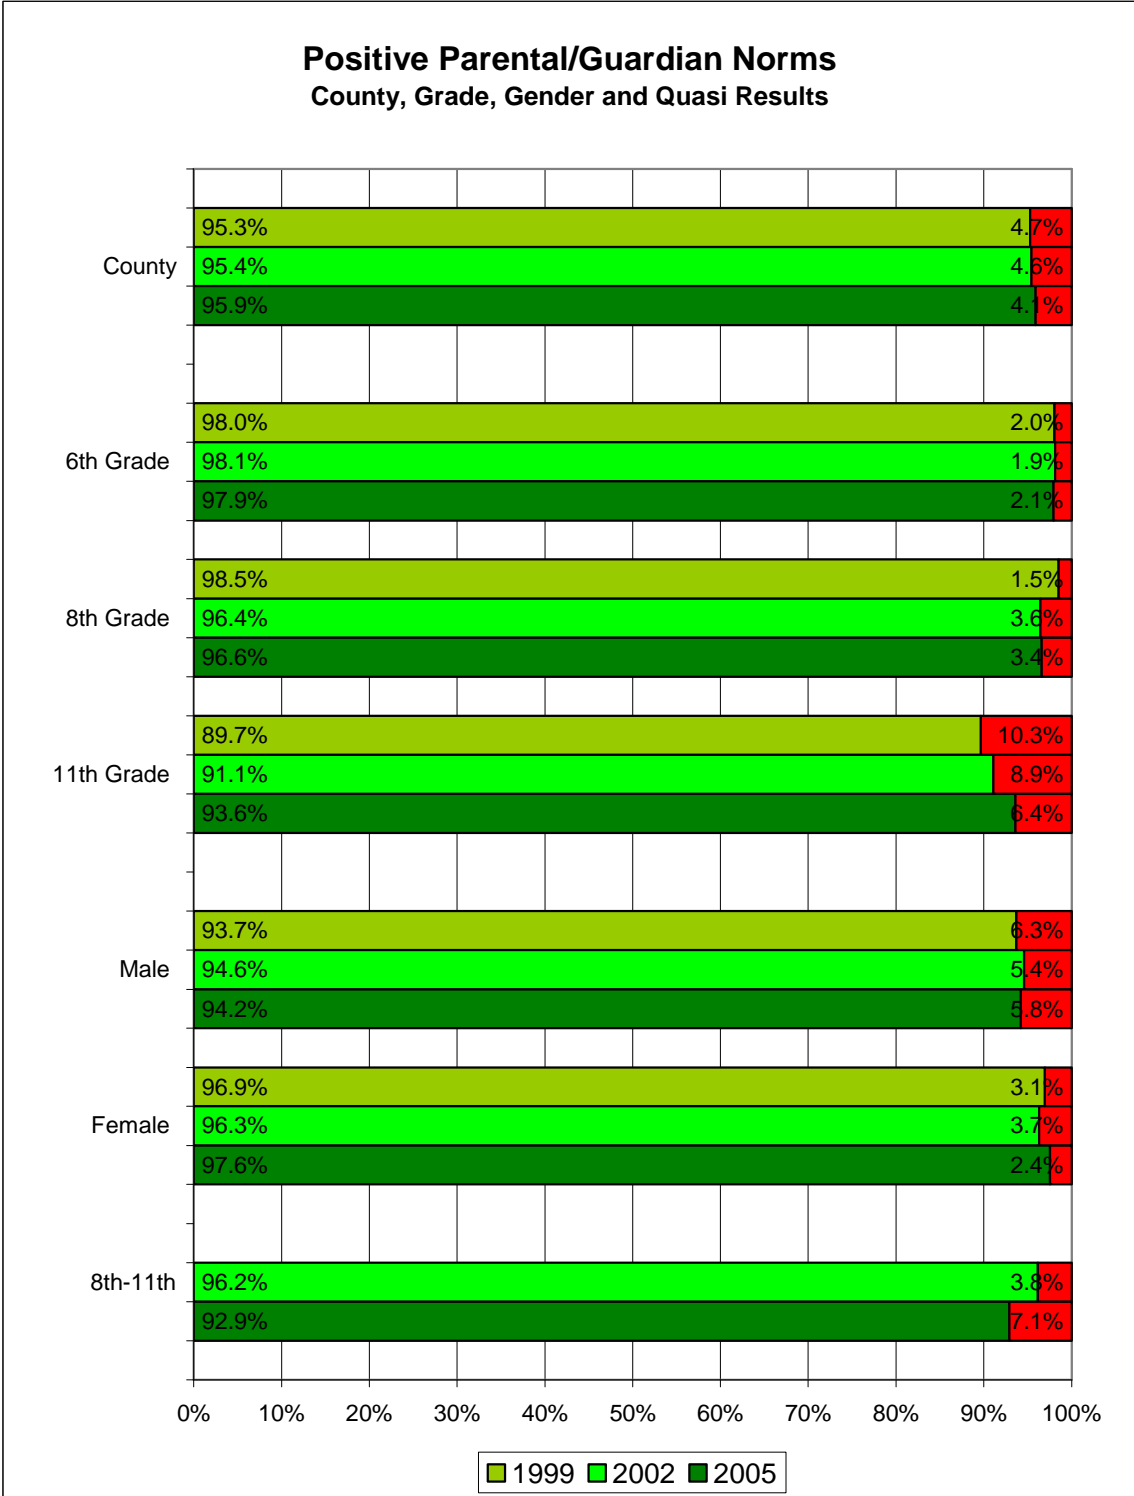 Positive Parental/Guardian Norms
County, Grade, Gender and Quasi Results
95.3% 4.7%
County 95.4% 4.6%
95.9% 4.1%
98.0% 2.0%
6th Grade 98.1% 1.9%
97.9% 2.1%
98.5% 1.5%
8th Grade 96.4% 3.6%
96.6% 3.4%
89.7% 10.3%
11th Grade 91.1% 8.9%
93.6% 6.4%
93.7% 6.3%
Male 94.6% 5.4%
94.2% 5.8%
96.9% 3.1%
Female 96.3% 3.7%
97.6% 2.4%
8th-11th 96.2% 3.8%
92.9% 7.1%
0% 10% 20% 30% 40% 50% 60% 70% 80% 90% 100%
1999 2002 2005